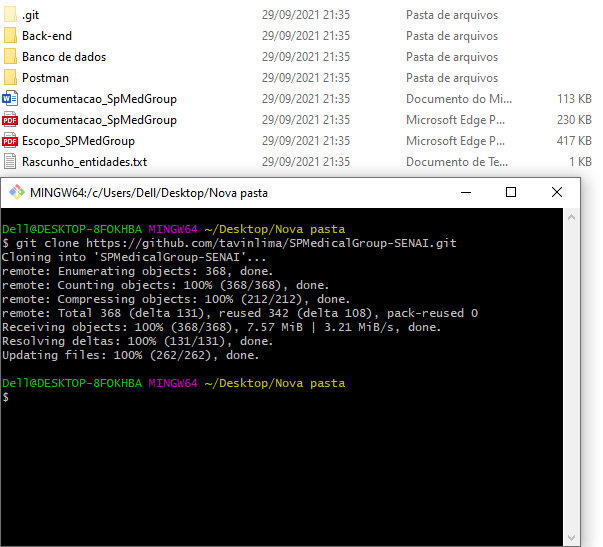 .git 29/09/2021 21:35 Pasta de arquivos
Back-end 29/09/2021 21:35 Pasta de arquivos
Banco de dados 29/09/2021 21:35 Pasta de arquivos
Postman 29/09/2021 21:35 Pasta de arquivos
documentacao_SpMedGroup 29/09/2021 21:35 Documento do Mi... 113 KB
documentacao_SpMedGroup 29/09/2021 21:35 Microsoft Edge P... 230 KB
Escopo_SPMedGroup 29/09/2021 21:35 Microsoft Edge P... 417 KB
Rascunho_entidades.txt 29/09/2021 21:35 Documento de Te... 1 KB
MINGW64:/c/Users/Dell/Desktop/Nova pasta
Dell@DESKTOP-8FOKHBA MINGW64 ~/Desktop/Nova pasta
$ git clone https://github.com/tavinlima/SPMedicalGroup-SENAI.git
Cloning into 'SPMedicalGroup-SENAI'...
remote: Enumerating objects: 368, done.
remote: Counting objects: 100% (368/368), done.
remote: Compressing objects: 100% (212/212), done.
remote: Total 368 (delta 131), reused 342 (delta 108), pack-reused 0
Receiving objects: 100% (368/368), 7.57 MiB | 3.21 MiB/s, done.
Resolving deltas: 100% (131/131), done.
Updating files: 100% (262/262), done.
Dell@DESKTOP-8FOKHBA MINGW64 ~/Desktop/Nova pasta
$